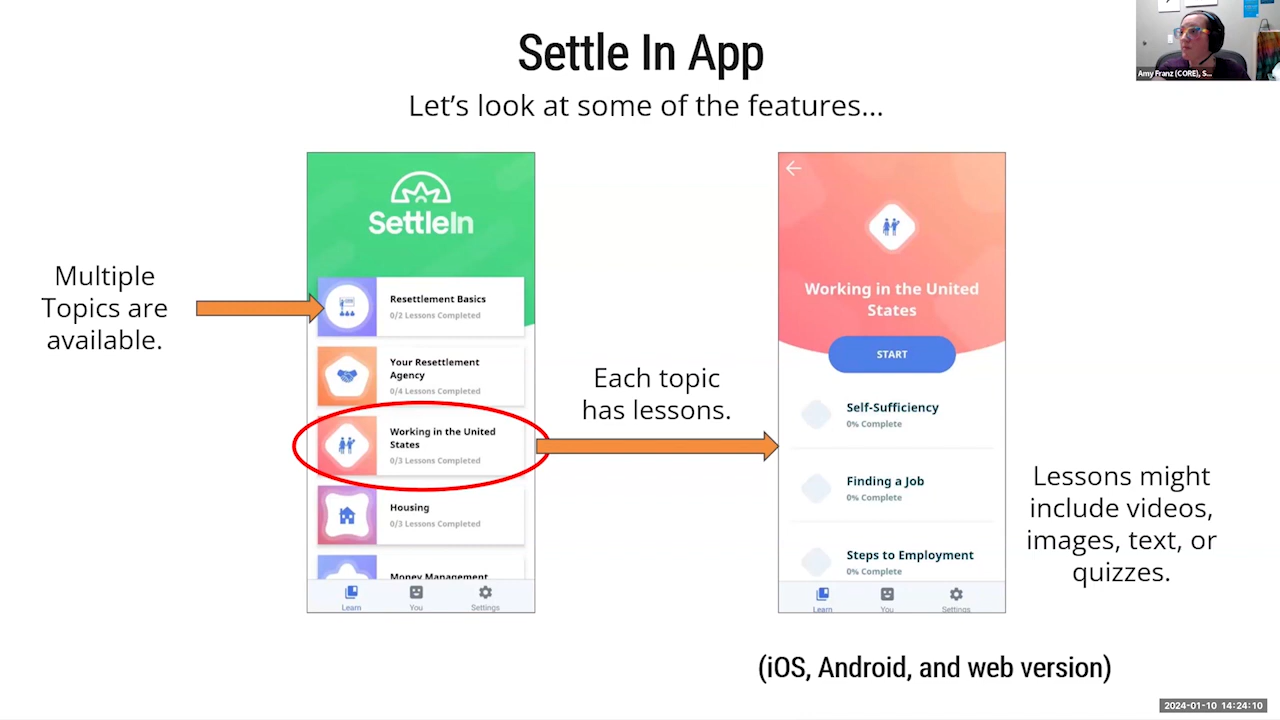 Settle In App
Let's look at some of the features...
Amy Franz (CORE), S...
Multiple
Topics are
available.
SettleIn
Resettlement Basics
0/2 Lessons Completed
Your Resettlement
Agency
0/4 Lessons Completed
Working in the United
States
0/3 Lessons Completed
Housing
0/3 Lessons Completed
Money Management
Learn
You
Settings
Each topic
has lessons.
Working in the United
States
START
Self-Sufficiency
0% Complete
Finding a Job
0% Complete
Steps to Employment
0% Complete
Learn
You
Settings
Lessons might
include videos,
images, text, or
quizzes.
(iOS, Android, and web version)
2024-01-10 14:24:10